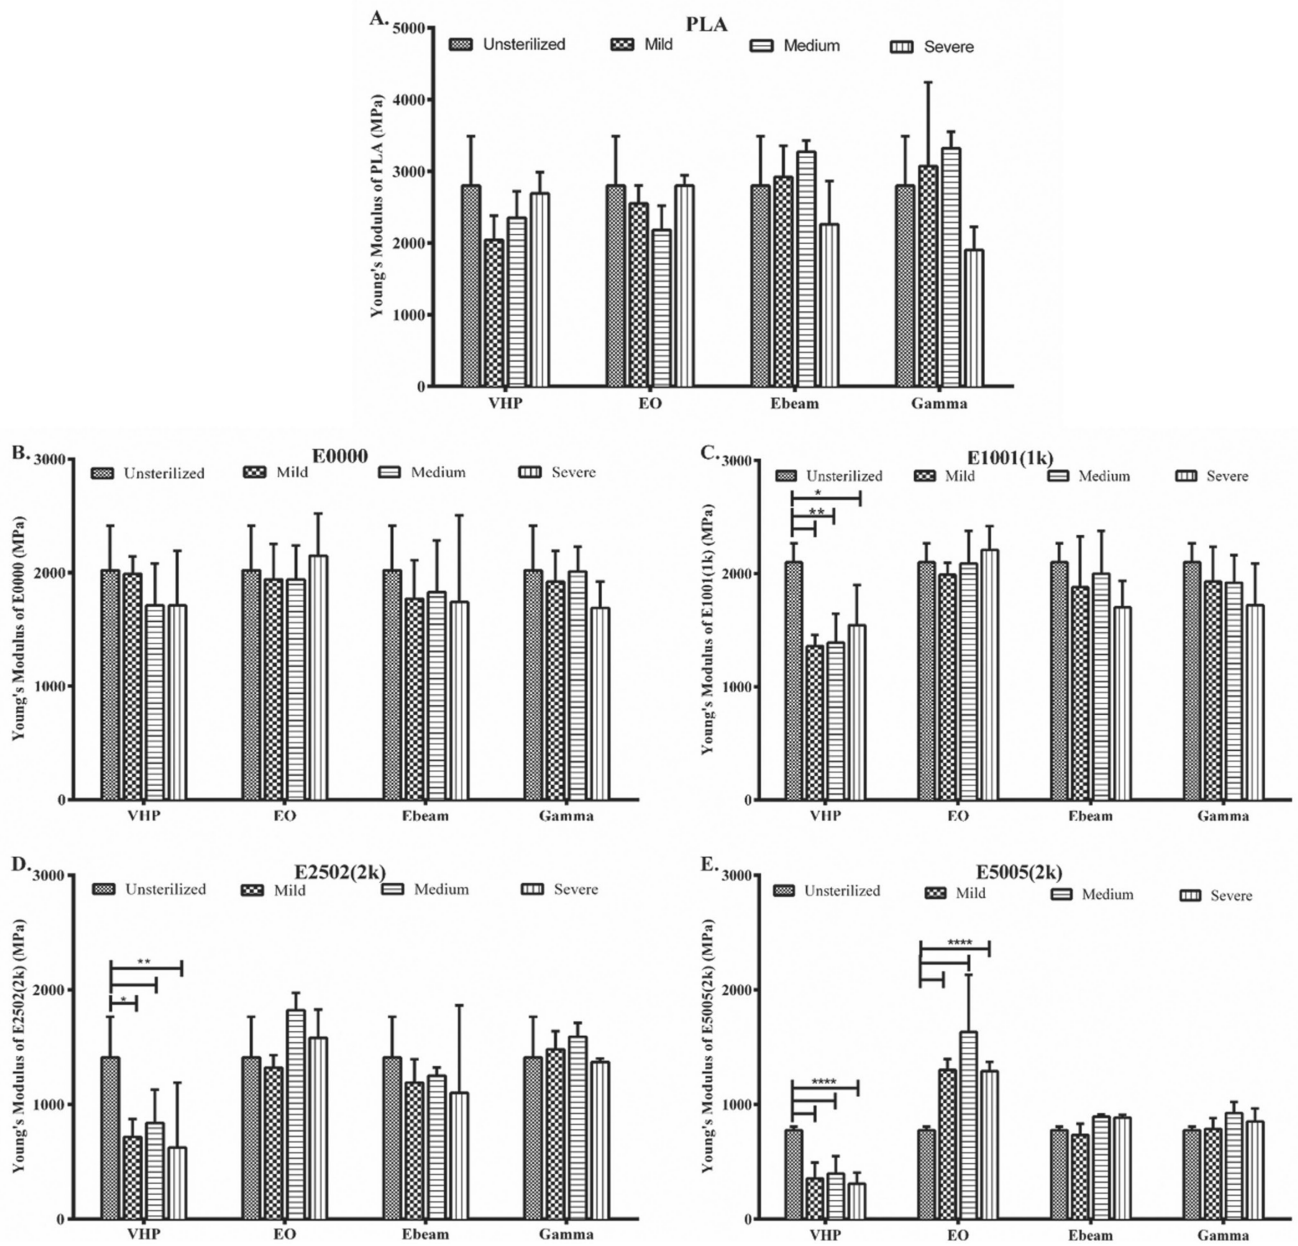 A.
PLA
Unsterilized Mild Medium Severe
Young's Modulus of PLA (MPa)
5000
4000
3000
2000
1000
0
VHP EO Ebeam Gamma
B.
E0000
Unsterilized Mild Medium Severe
Young's Modulus of E0000 (MPa)
3000
2000
1000
0
VHP EO Ebeam Gamma
C.
E1001(1k)
Unsterilized Mild Medium Severe
Young's Modulus of E1001(1k) (MPa)
3000
2000
1000
0
*
**
VHP EO Ebeam Gamma
D.
E2502(2k)
Unsterilized Mild Medium Severe
Young's Modulus of E2502(2k) (MPa)
3000
2000
1000
0
**
*
VHP EO Ebeam Gamma
E.
E5005(2k)
Unsterilized Mild Medium Severe
Young's Modulus of E5005(2k) (MPa)
3000
2000
1000
0
****
****
VHP EO Ebeam Gamma